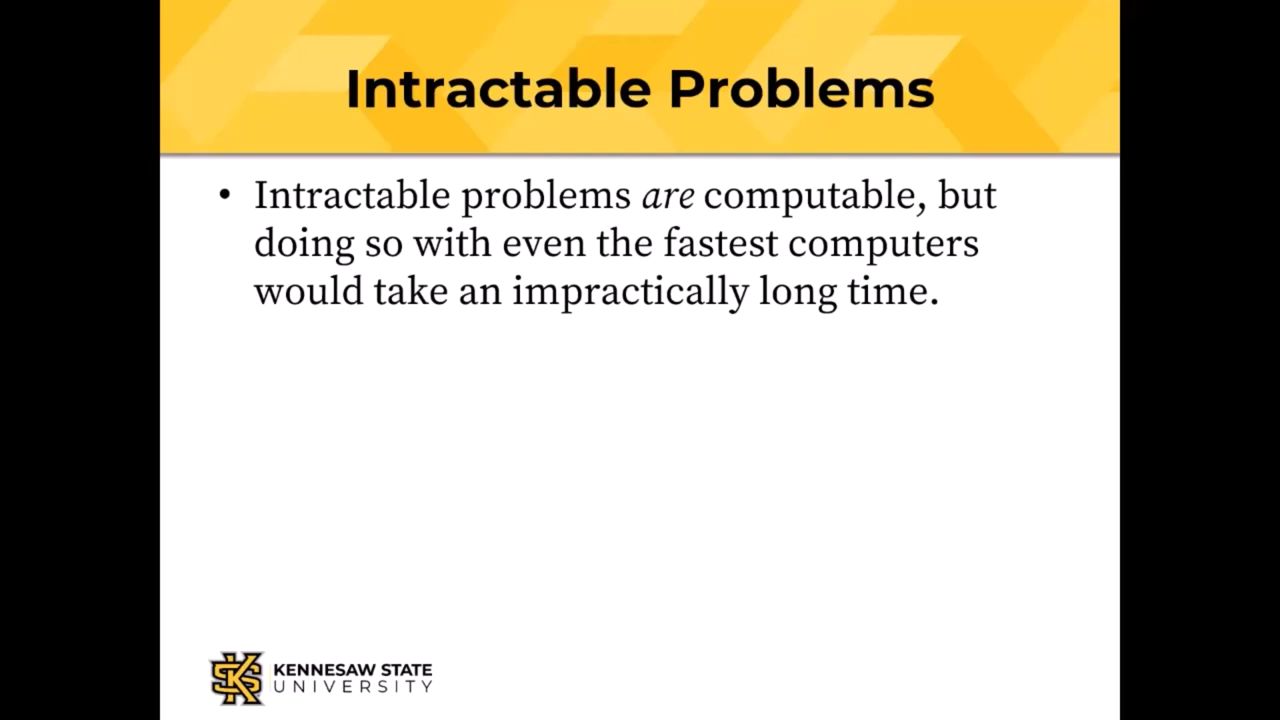 Intractable Problems
• Intractable problems are computable, but
doing so with even the fastest computers
would take an impractically long time.
KENNESAW STATE
UNIVERSITY